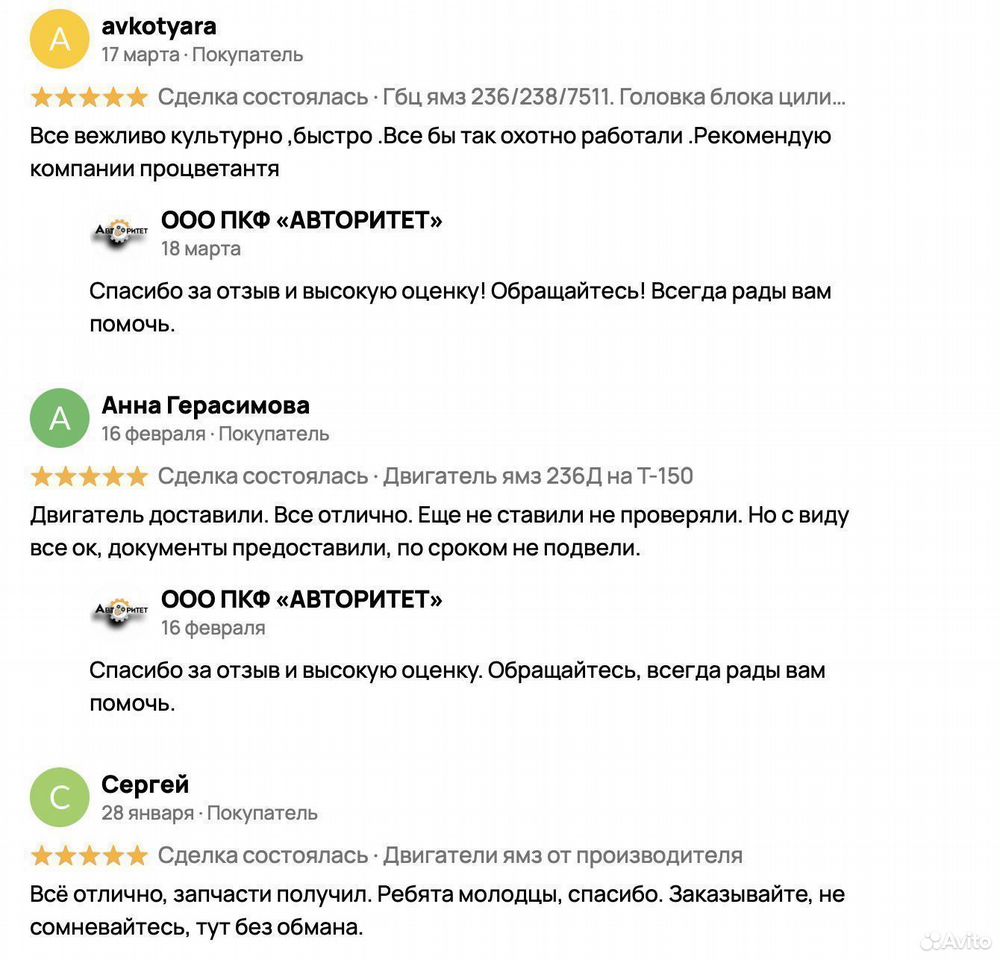 А
avkotyara
17 марта · Покупатель
Сделка состоялась · Гбц ямз 236/238/7511. Головка блока цили...
Все вежливо культурно ,быстро .Все бы так охотно работали .Рекомендую
компании процветантя
АВТОРИТЕТ
ООО ПКФ «АВТОРИТЕТ»
18 марта
Спасибо за отзыв и высокую оценку! Обращайтесь! Всегда рады вам
помочь.
А
Анна Герасимова
16 февраля · Покупатель
Сделка состоялась · Двигатель ямз 236Д на Т-150
Двигатель доставили. Все отлично. Еще не ставили не проверяли. Но с виду
все ок, документы предоставили, по сроком не подвели.
АВТОРИТЕТ
ООО ПКФ «АВТОРИТЕТ»
16 февраля
Спасибо за отзыв и высокую оценку. Обращайтесь, всегда рады вам
помочь.
С
Сергей
28 января · Покупатель
Сделка состоялась · Двигатели ямз от производителя
Всё отлично, запчасти получил. Ребята молодцы, спасибо. Заказывайте, не
сомневайтесь, тут без обмана.
Avito